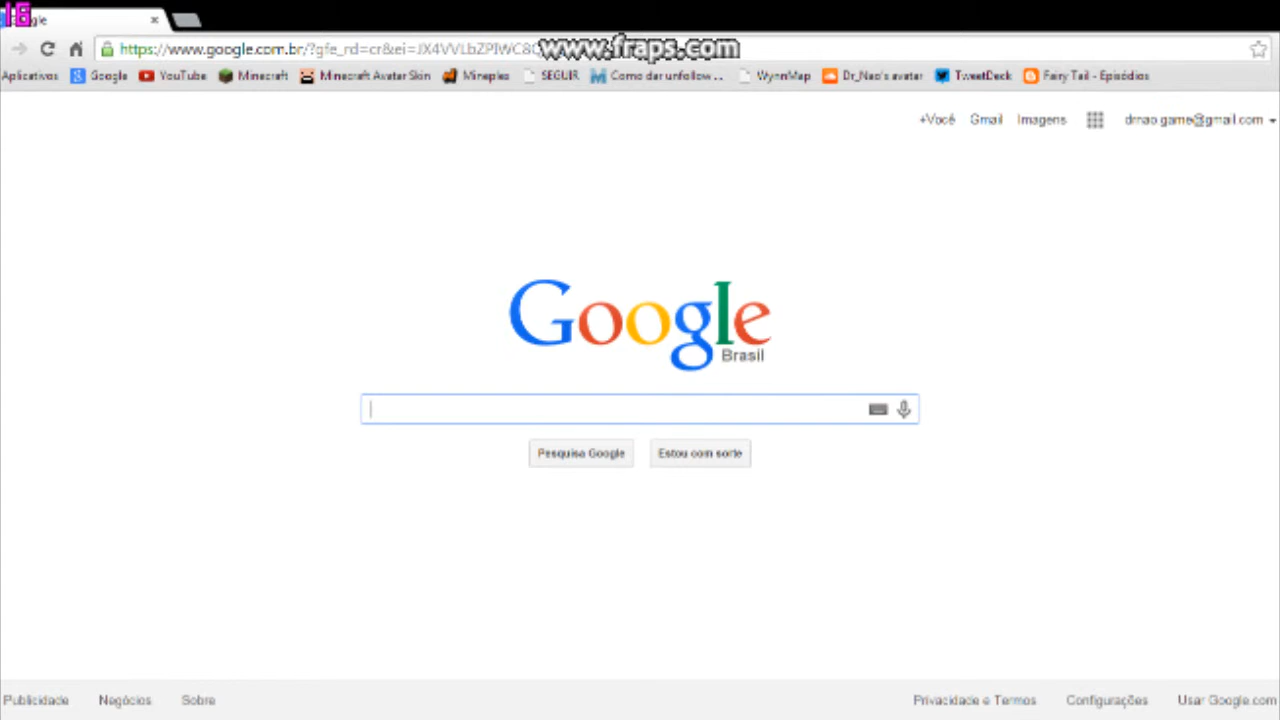 18
gle
https://www.google.com.br/?gfe_rd=cr&ei=
www.fraps.com
Aplicativos Google YouTube Minecraft Minecraft Avatar Skin Mineplex SEGUIR Como dar unfollow ... WynnMap Dr_Nao's avatar TweetDeck Fairy Tail - Episódios
+Você Gmail Imagens drnao.game@gmail.com
Google
Brasil
Pesquisa Google Estou com sorte
Publicidade Negócios Sobre Privacidade e Termos Configurações Usar Google.com